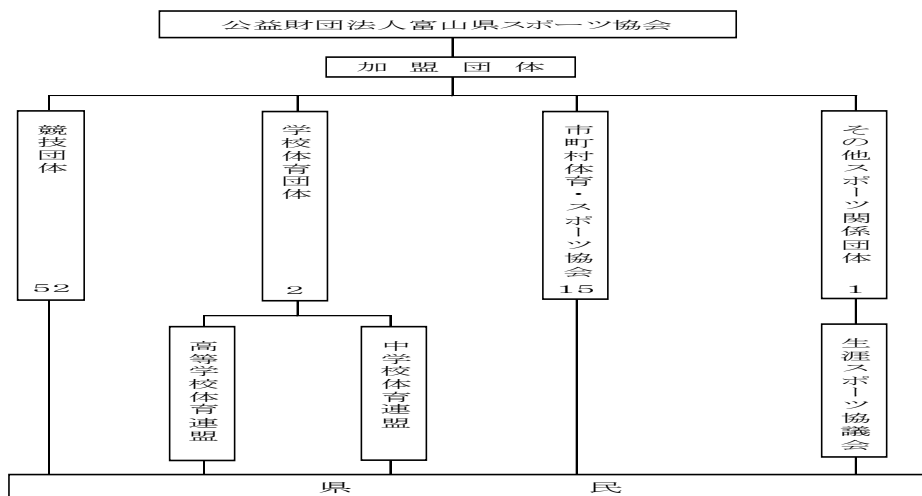 公益財団法人富山県スポーツ協会
加盟団体
競技団体 52
学校体育団体 2
市町村体育・スポーツ協会 15
その他スポーツ関係団体 1
高等学校体育連盟
中学校体育連盟
生涯スポーツ協議会
県民